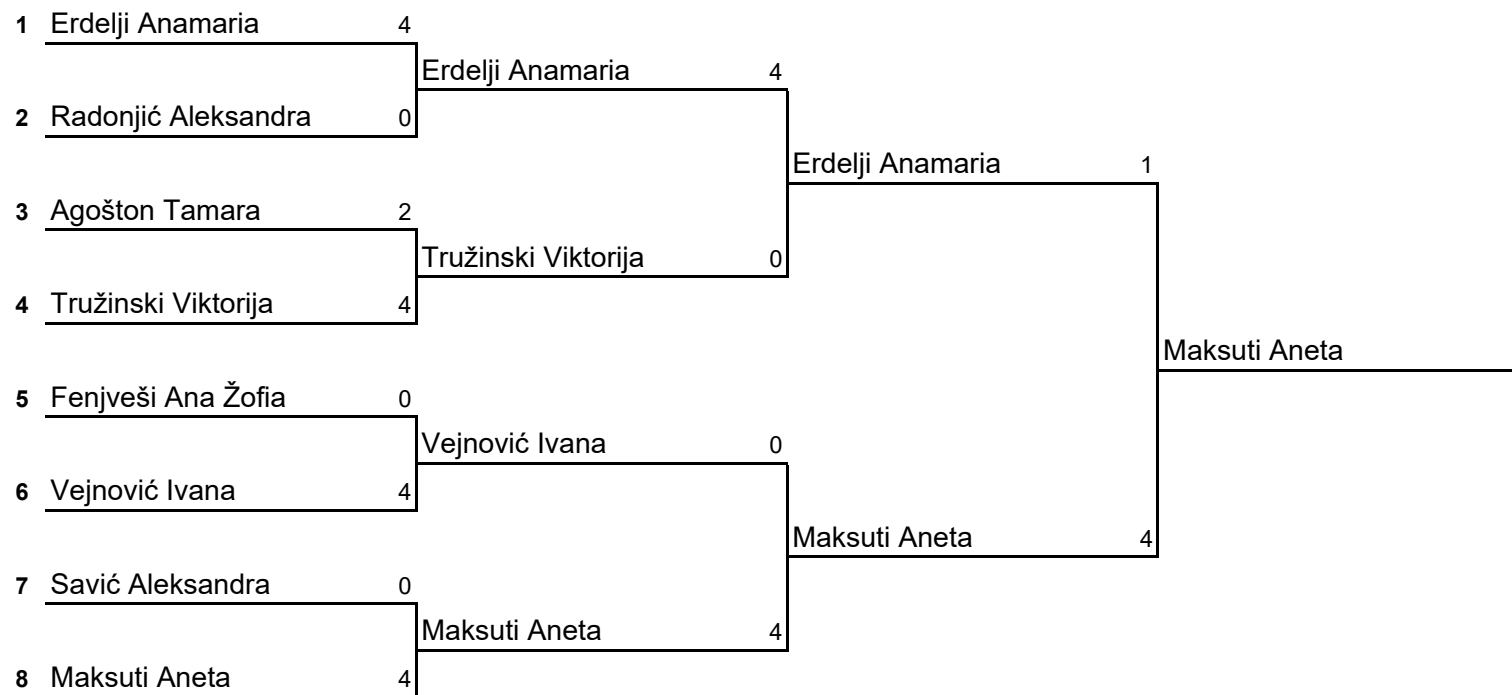 1 Erdelji Anamaria 4
Erdelji Anamaria 4
2 Radonjić Aleksandra 0
Erdelji Anamaria 1
3 Agošton Tamara 2
Tružinski Viktorija 0
4 Tružinski Viktorija 4
Maksuti Aneta
5 Fenjveši Ana Žofia 0
Vejnović Ivana 0
6 Vejnović Ivana 4
Maksuti Aneta 4
7 Savić Aleksandra 0
Maksuti Aneta 4
8 Maksuti Aneta 4